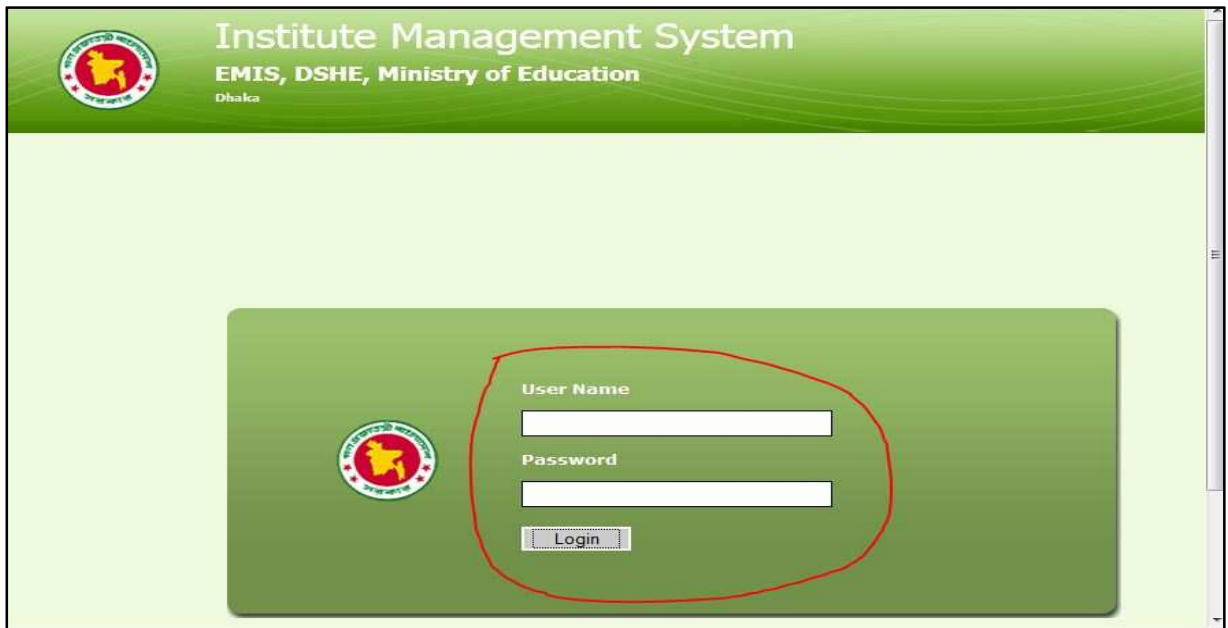 Institute Management System
EMIS, DSHE, Ministry of Education
Dhaka
User Name
Password
Login